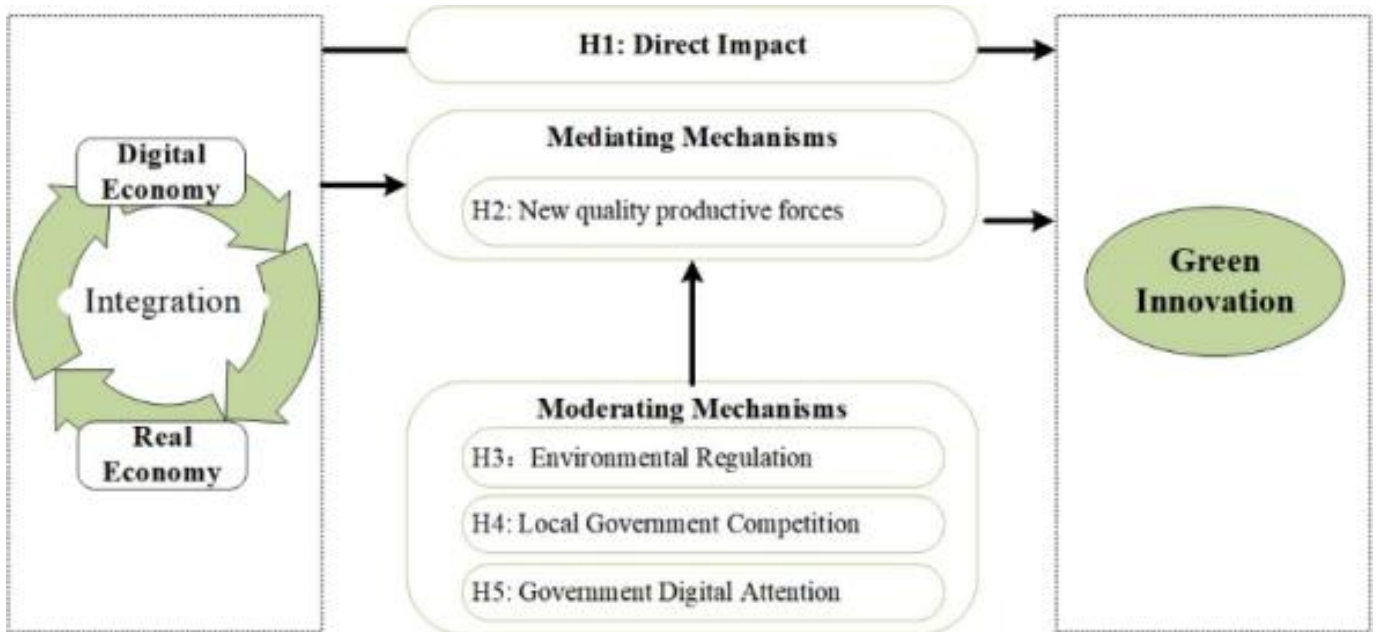 Digital
Economy
Integration
Real
Economy
H1: Direct Impact
Mediating Mechanisms
H2: New quality productive forces
Moderating Mechanisms
H3：Environmental Regulation
H4: Local Government Competition
H5: Government Digital Attention
Green
Innovation